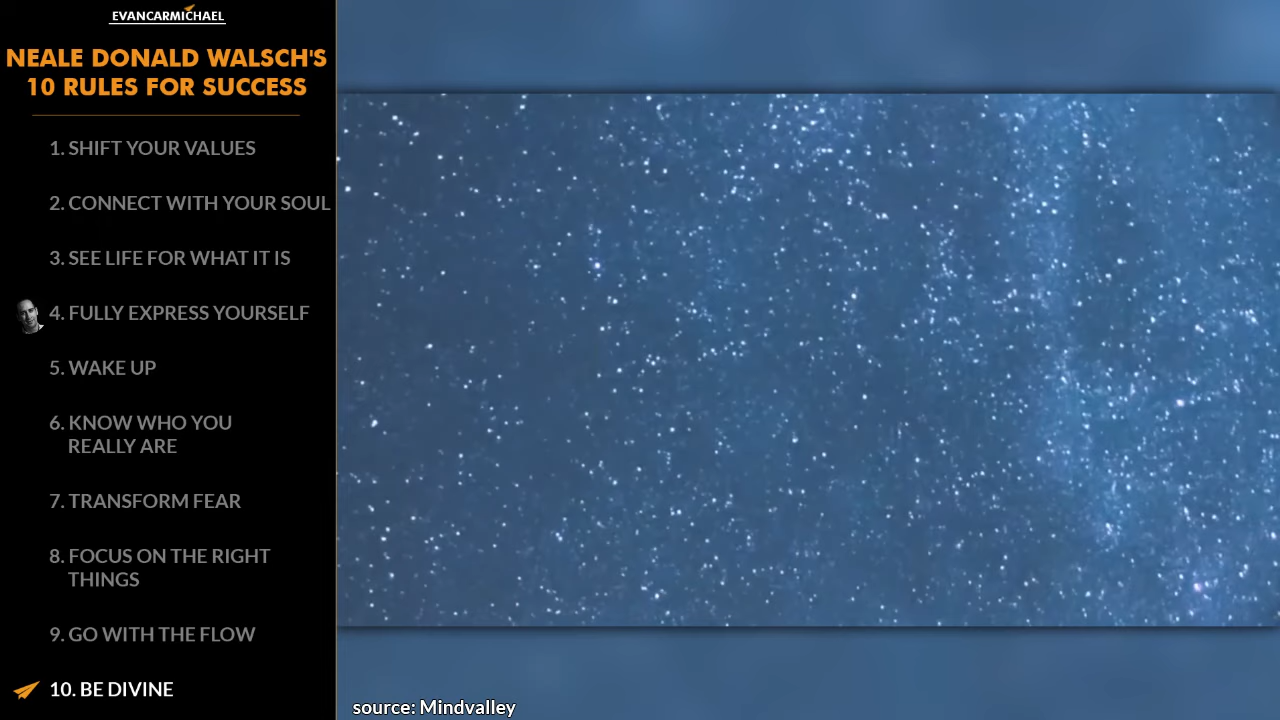 EVANCARMICHAEL
NEALE DONALD WALSCH'S
10 RULES FOR SUCCESS
1. SHIFT YOUR VALUES
2. CONNECT WITH YOUR SOUL
3. SEE LIFE FOR WHAT IT IS
4. FULLY EXPRESS YOURSELF
5. WAKE UP
6. KNOW WHO YOU
REALLY ARE
7. TRANSFORM FEAR
8. FOCUS ON THE RIGHT
THINGS
9. GO WITH THE FLOW
10. BE DIVINE
source: Mindvalley